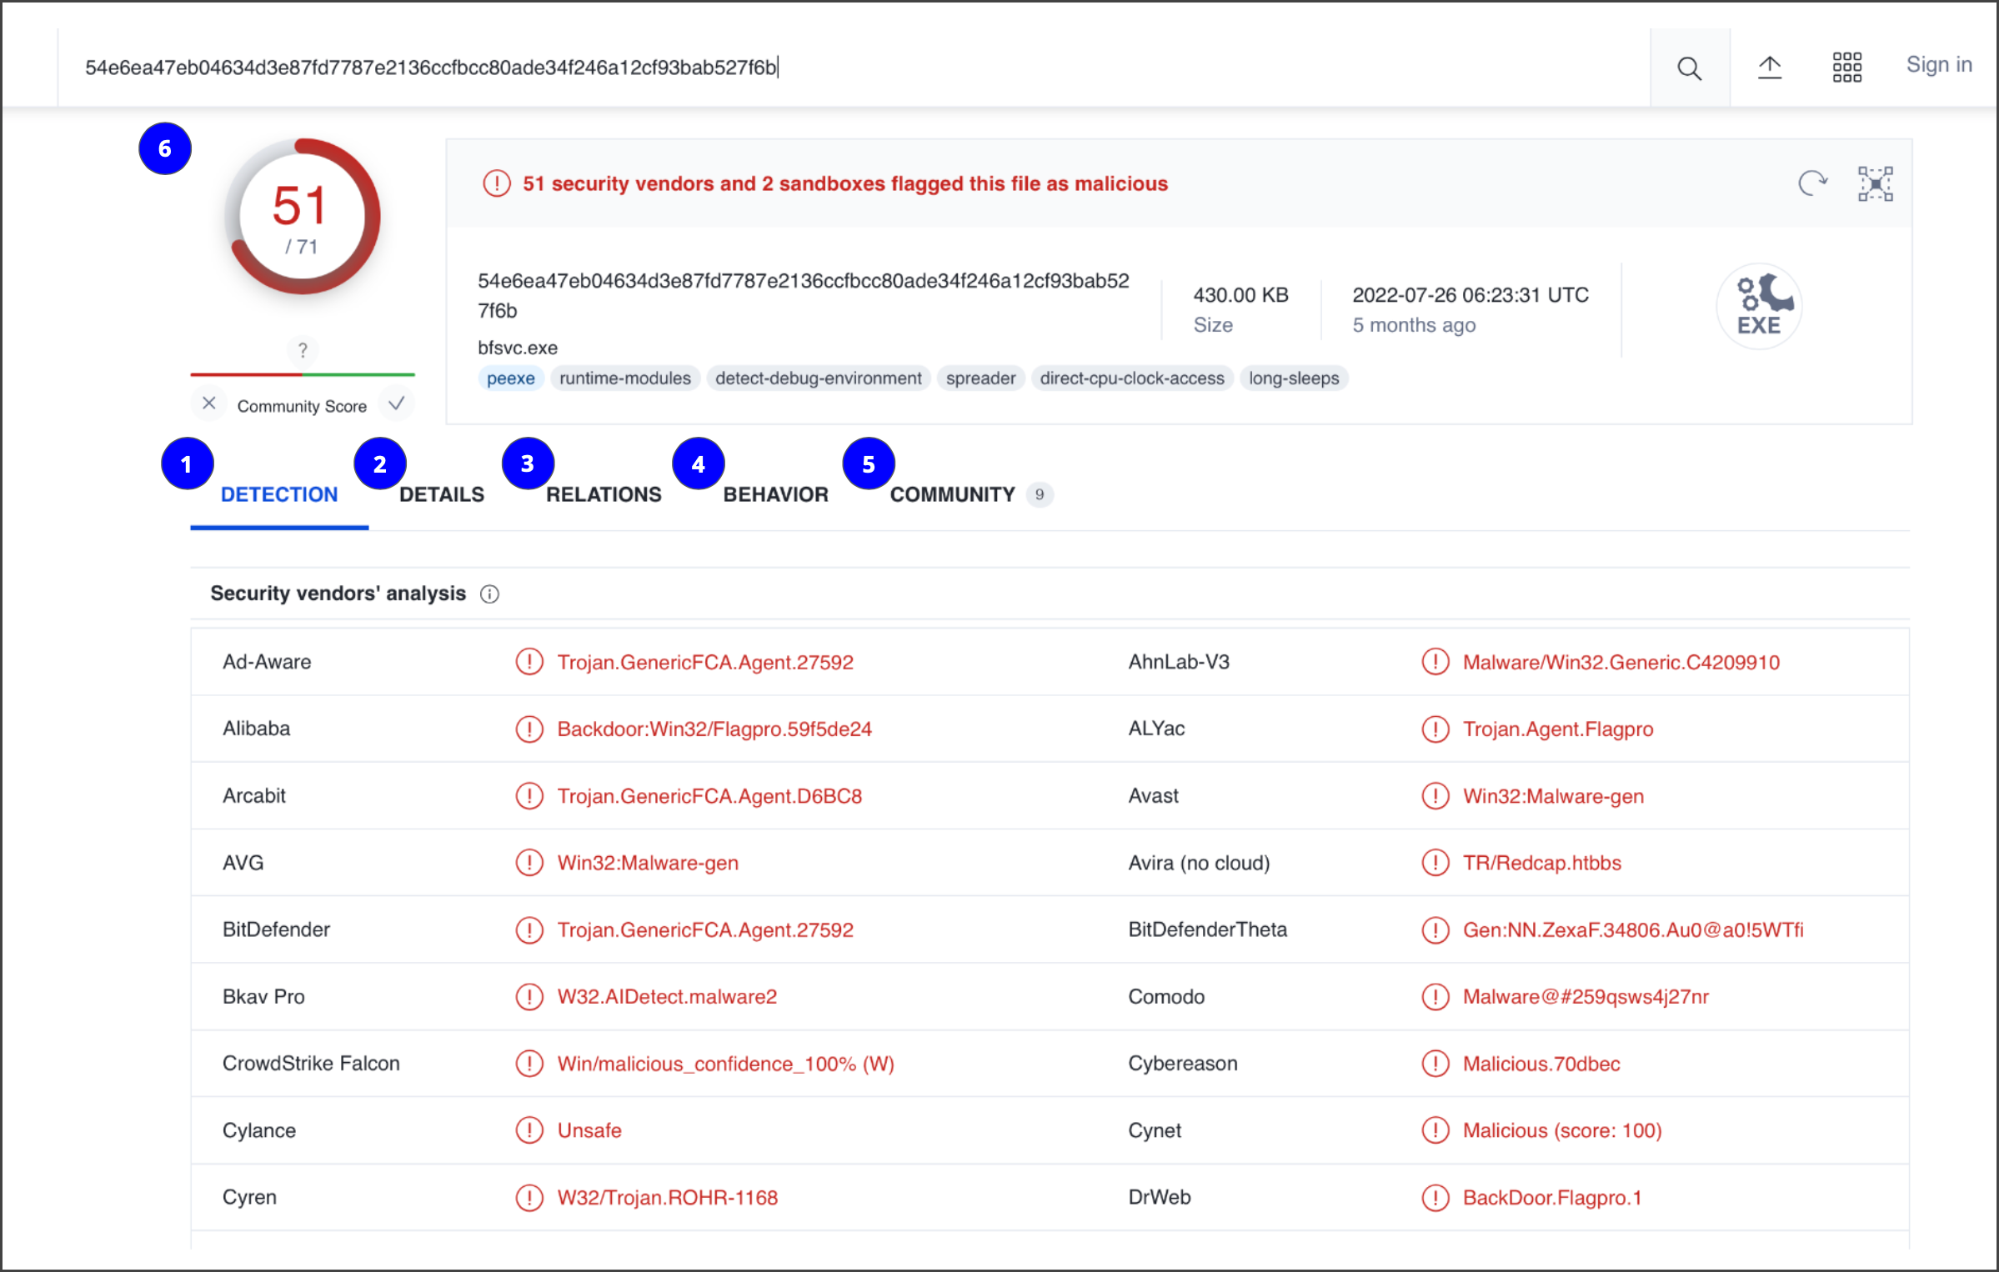 54e6ea47eb04634d3e87fd7787e2136ccfbcc80ade34f246a12cf93bab527f6b
Sign in
6
51
/ 71
51 security vendors and 2 sandboxes flagged this file as malicious
54e6ea47eb04634d3e87fd7787e2136ccfbcc80ade34f246a12cf93bab52
7f6b
bfsvc.exe
peexe runtime-modules detect-debug-environment spreader direct-cpu-clock-access long-sleeps
430.00 KB
Size
2022-07-26 06:23:31 UTC
5 months ago
EXE
?
Community Score
1 2 3 4 5
DETECTION DETAILS RELATIONS BEHAVIOR COMMUNITY 9
Security vendors' analysis
Ad-Aware Trojan.GenericFCA.Agent.27592 AhnLab-V3 Malware/Win32.Generic.C4209910
Alibaba Backdoor:Win32/Flagpro.59f5de24 ALYac Trojan.Agent.Flagpro
Arcabit Trojan.GenericFCA.Agent.D6BC8 Avast Win32:Malware-gen
AVG Win32:Malware-gen Avira (no cloud) TR/Redcap.htbbs
BitDefender Trojan.GenericFCA.Agent.27592 BitDefenderTheta Gen:NN.ZexaF.34806.Au0@a0!5WTfi
Bkav Pro W32.AIDetect.malware2 Comodo Malware@#259qsws4j27nr
CrowdStrike Falcon Win/malicious_confidence_100% (W) Cybereason Malicious.70dbec
Cylance Unsafe Cynet Malicious (score: 100)
Cyren W32/Trojan.ROHR-1168 DrWeb BackDoor.Flagpro.1